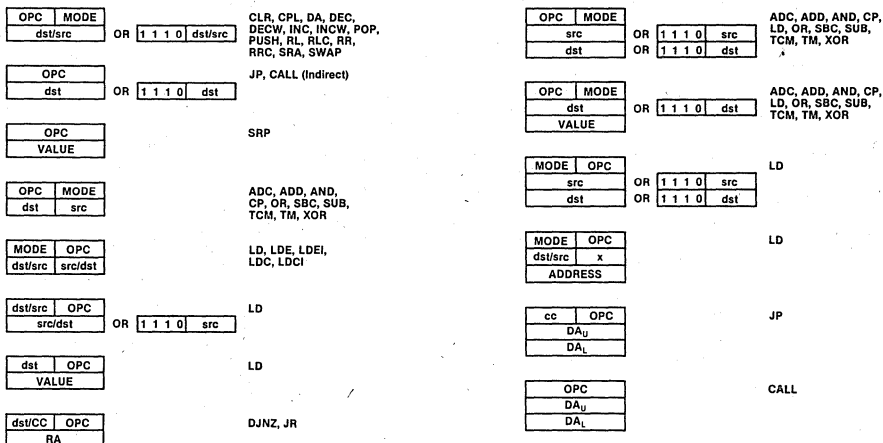 OPC MODE
dst/src OR 1 1 1 0 dst/src
CLR, CPL, DA, DEC,
DECW, INC, INCW, POP,
PUSH, RL, RLC, RR,
RRC, SRA, SWAP
OPC
dst OR 1 1 1 0 dst
JP, CALL (Indirect)
OPC
VALUE
SRP
OPC MODE
dst src
ADC, ADD, AND,
CP, OR, SBC, SUB,
TCM, TM, XOR
MODE OPC
dst/src src/dst
LD, LDE, LDEI,
LDC, LDCI
dst/src OPC
src/dst OR 1 1 1 0 src
LD
dst OPC
VALUE
LD
dst/CC OPC
RA
DJNZ, JR
OPC MODE
src OR 1 1 1 0 src
dst OR 1 1 1 0 dst
ADC, ADD, AND, CP,
LD, OR, SBC, SUB,
TCM, TM, XOR
OPC MODE
dst OR 1 1 1 0 dst
VALUE
ADC, ADD, AND, CP,
LD, OR, SBC, SUB,
TCM, TM, XOR
MODE OPC
src OR 1 1 1 0 src
dst OR 1 1 1 0 dst
LD
MODE OPC
dst/src x
ADDRESS
LD
cc OPC
DAU
DAL
JP
OPC
DAU
DAL
CALL